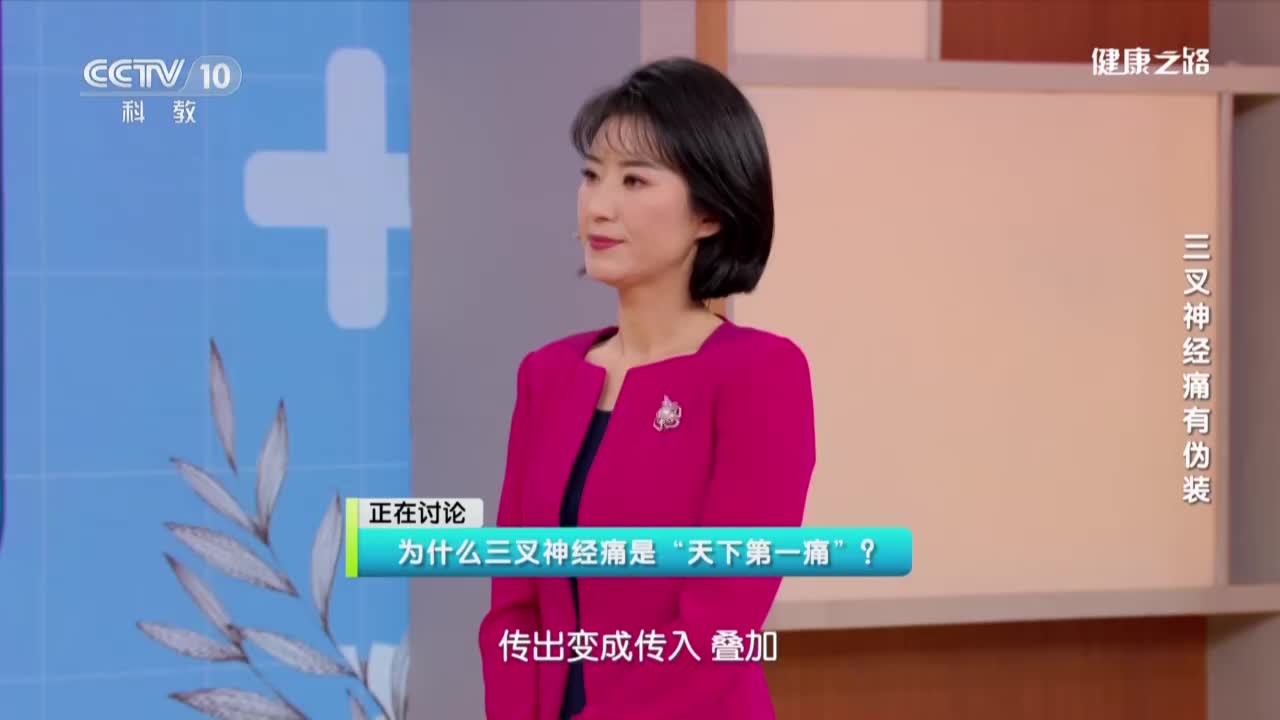 CCTV 10
科教
健康之路
三叉神经痛有伪装
正在讨论
为什么三叉神经痛是“天下第一痛”？
传出变成传入 叠加